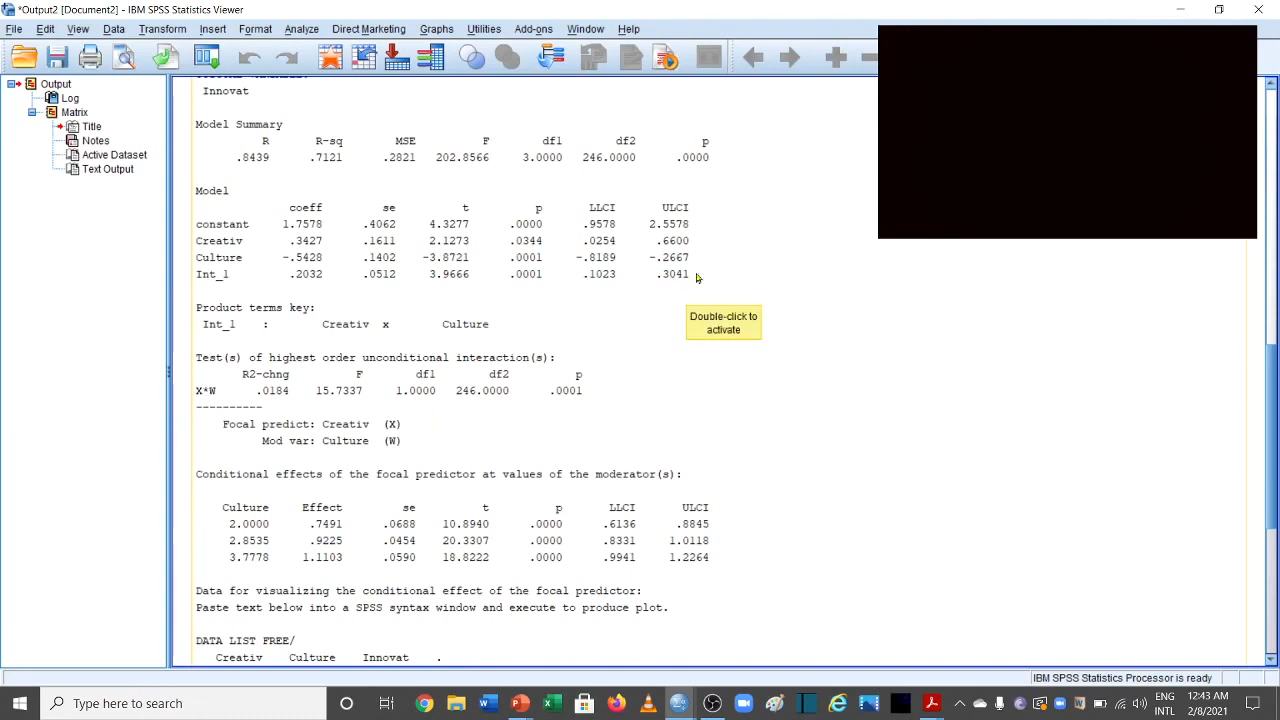 *Output2 [Document2] - IBM SPSS Statistics Viewer
File Edit View Data Transform Insert Format Analyze Direct Marketing Graphs Utilities Add-ons Window Help
Output
Log
Matrix
Title
Notes
Active Dataset
Text Output
Innovat
Model Summary
R R-sq MSE F df1 df2 p
.8439 .7121 .2821 202.8566 3.0000 246.0000 .0000
Model
coeff se t p LLCI ULCI
constant 1.7578 .4062 4.3277 .0000 .9578 2.5578
Creativ .3427 .1611 2.1273 .0344 .0254 .6600
Culture -.5428 .1402 -3.8721 .0001 -.8189 -.2667
Int_1 .2032 .0512 3.9666 .0001 .1023 .3041
Product terms key:
Int_1 : Creativ x Culture
Double-click to
activate
Test(s) of highest order unconditional interaction(s):
R2-chng F df1 df2 p
X*W .0184 15.7337 1.0000 246.0000 .0001
----------
Focal predict: Creativ (X)
Mod var: Culture (W)
Conditional effects of the focal predictor at values of the moderator(s):
Culture Effect se t p LLCI ULCI
2.0000 .7491 .0688 10.8940 .0000 .6136 .8845
2.8535 .9225 .0454 20.3307 .0000 .8331 1.0118
3.7778 1.1103 .0590 18.8222 .0000 .9941 1.2264
Data for visualizing the conditional effect of the focal predictor:
Paste text below into a SPSS syntax window and execute to produce plot.
DATA LIST FREE/
Creativ Culture Innovat .
IBM SPSS Statistics Processor is ready
Type here to search
ENG
INTL
12:43 AM
2/8/2021